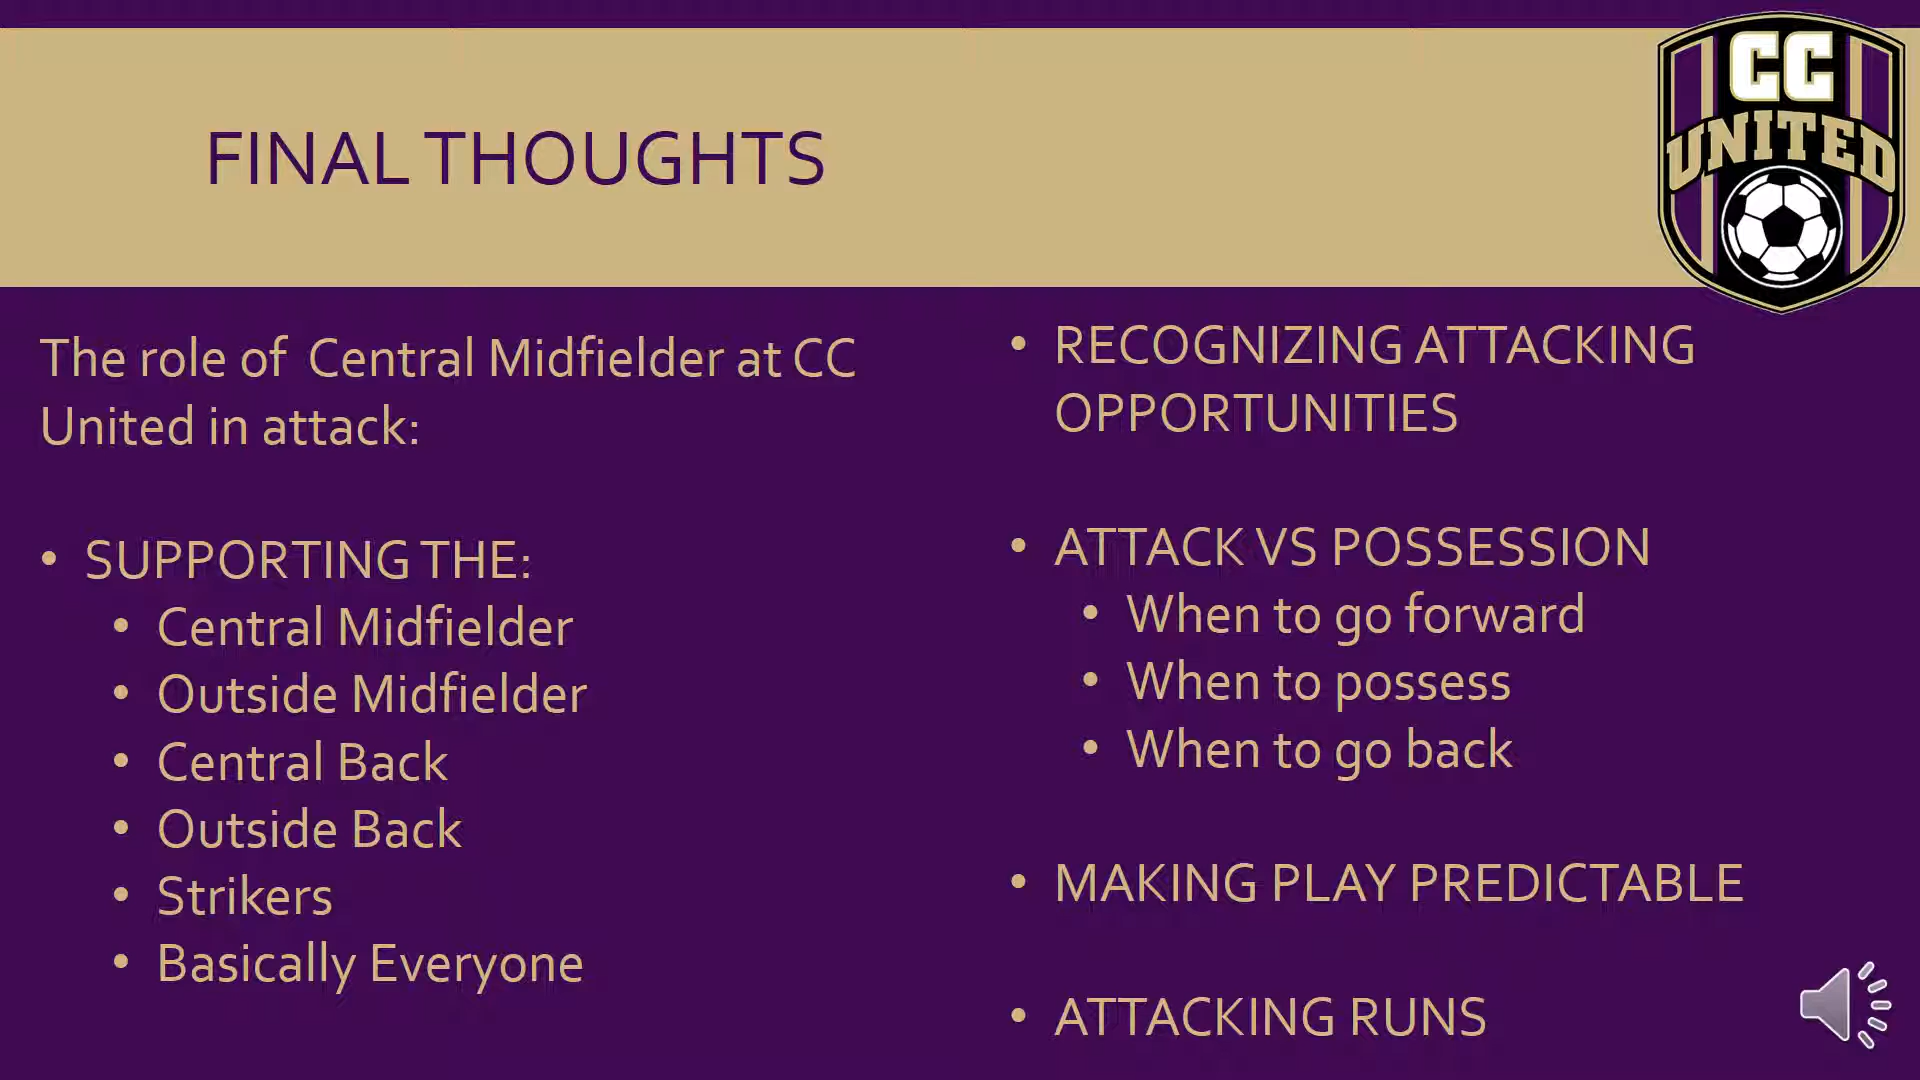 FINAL THOUGHTS
CC
UNITED
The role of Central Midfielder at CC
United in attack:
• SUPPORTING THE:
• Central Midfielder
• Outside Midfielder
• Central Back
• Outside Back
• Strikers
• Basically Everyone
• RECOGNIZING ATTACKING
OPPORTUNITIES
• ATTACK VS POSSESSION
• When to go forward
• When to possess
• When to go back
• MAKING PLAY PREDICTABLE
• ATTACKING RUNS